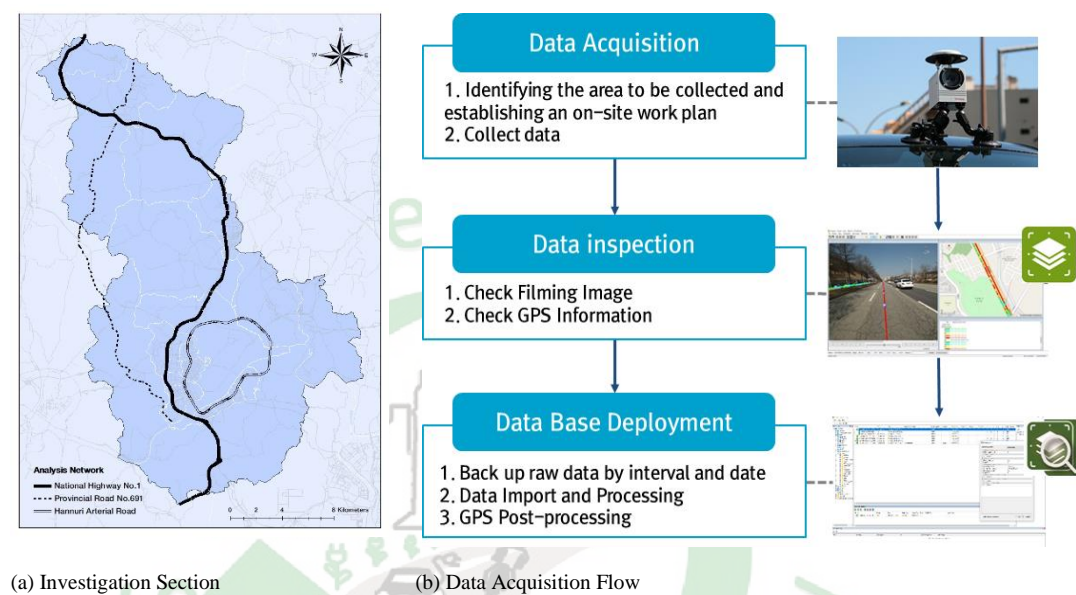 N
W
E
S
Analysis Network
National Highway No.1
Provincial Road No.691
Hannuri Arterial Road
0 2 4 8 Kilometers
Data Acquisition
1. Identifying the area to be collected and
establishing an on-site work plan
2. Collect data
Data inspection
1. Check Filming Image
2. Check GPS Information
Data Base Deployment
1. Back up raw data by interval and date
2. Data Import and Processing
3. GPS Post-processing
(a) Investigation Section
(b) Data Acquisition Flow